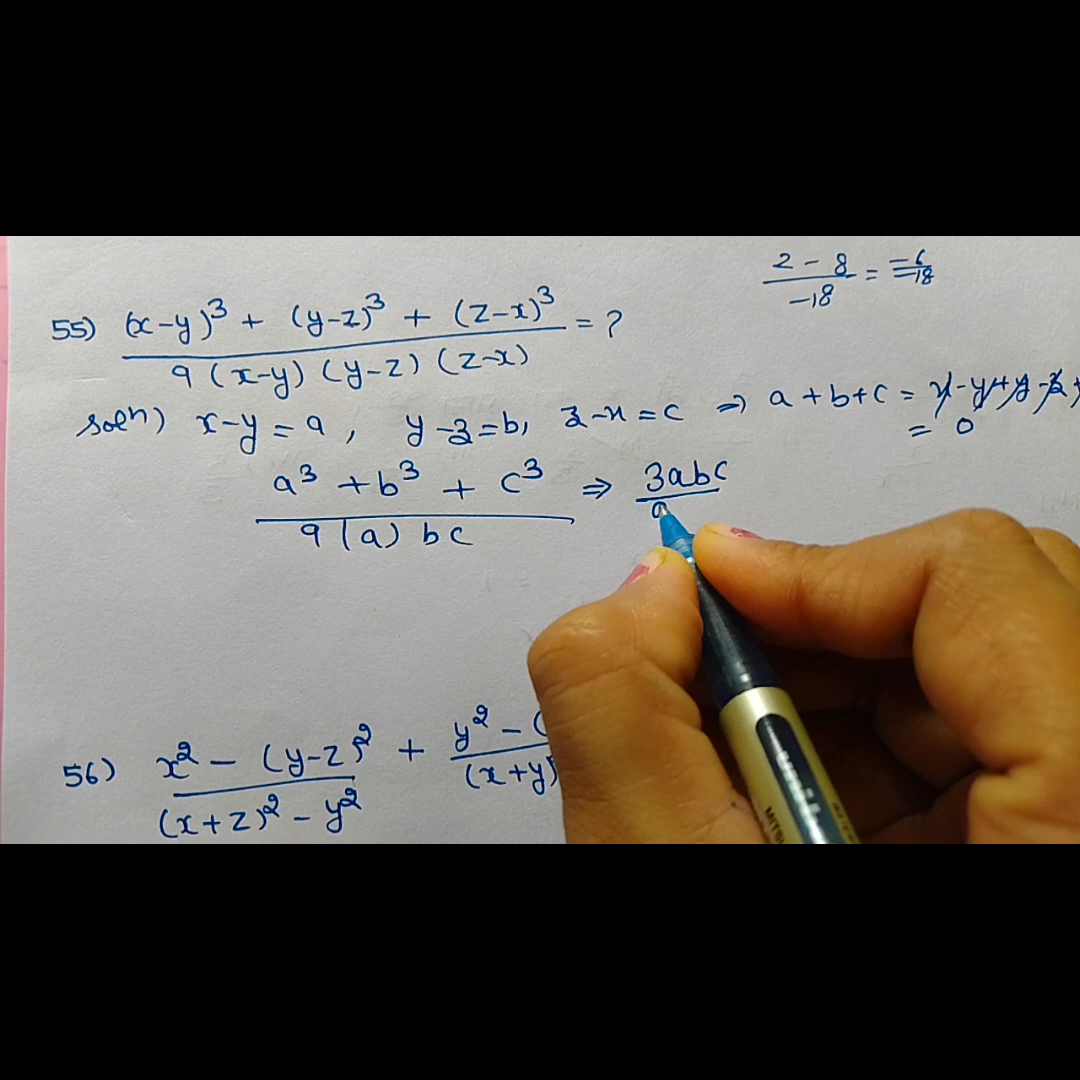 2 - 8 / -18 = -6/-18
55) (x-y)³ + (y-z)³ + (z-x)³ / 9(x-y)(y-z)(z-x) = ?
soln) x-y = a, y-z=b, z-x=c ⇒ a+b+c = x-y+y-z+
= 0
a³ + b³ + c³ / 9(a)bc ⇒ 3abc / 9
56) x² - (y-z)² / (x+z)² - y² + y² - ( / (x+y)